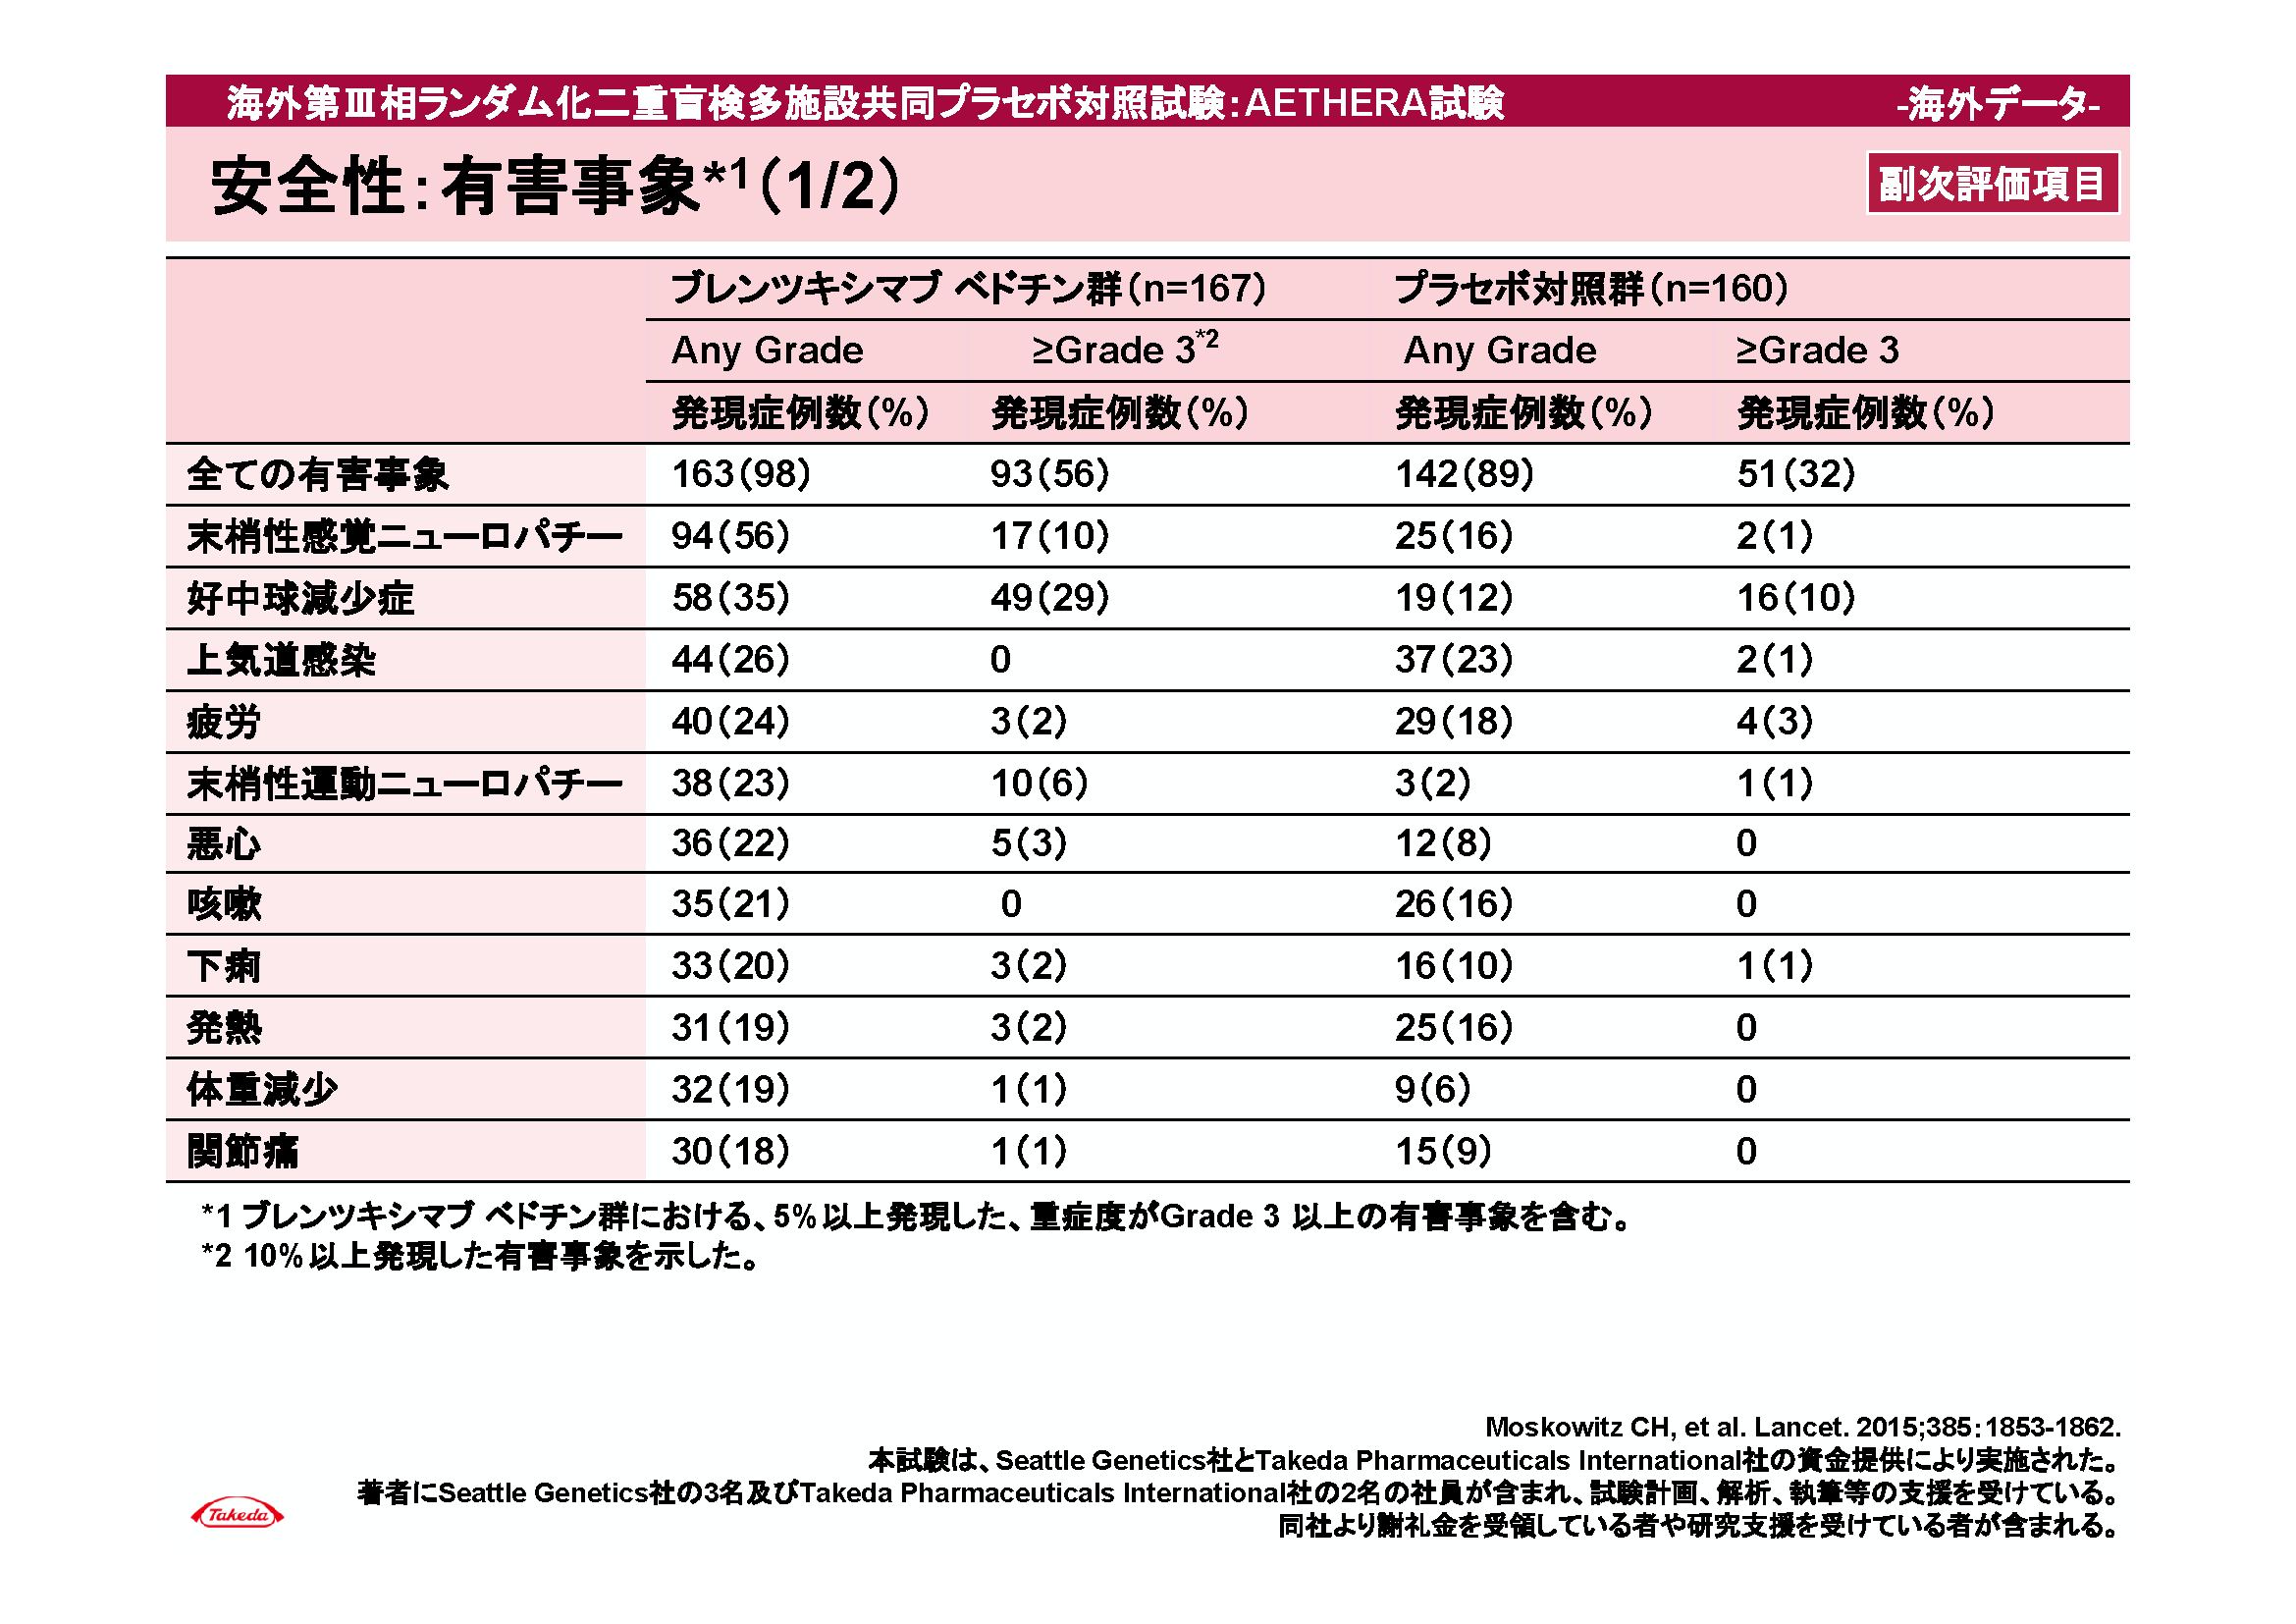 海外第Ⅲ相ランダム化二重盲検多施設共同プラセボ対照試験：AETHERA試験 -海外データ-
安全性：有害事象*1（1/2） 副次評価項目
ブレンツキシマブ ベドチン群（n=167） プラセボ対照群（n=160）
Any Grade ≥Grade 3*2 Any Grade ≥Grade 3
発現症例数（%） 発現症例数（%） 発現症例数（%） 発現症例数（%）
全ての有害事象 163（98） 93（56） 142（89） 51（32）
末梢性感覚ニューロパチー 94（56） 17（10） 25（16） 2（1）
好中球減少症 58（35） 49（29） 19（12） 16（10）
上気道感染 44（26） 0 37（23） 2（1）
疲労 40（24） 3（2） 29（18） 4（3）
末梢性運動ニューロパチー 38（23） 10（6） 3（2） 1（1）
悪心 36（22） 5（3） 12（8） 0
咳嗽 35（21） 0 26（16） 0
下痢 33（20） 3（2） 16（10） 1（1）
発熱 31（19） 3（2） 25（16） 0
体重減少 32（19） 1（1） 9（6） 0
関節痛 30（18） 1（1） 15（9） 0
*1 ブレンツキシマブ ベドチン群における、5%以上発現した、重症度がGrade 3 以上の有害事象を含む。
*2 10%以上発現した有害事象を示した。
Moskowitz CH, et al. Lancet. 2015;385：1853-1862.
本試験は、Seattle Genetics社とTakeda Pharmaceuticals International社の資金提供により実施された。
著者にSeattle Genetics社の3名及びTakeda Pharmaceuticals International社の2名の社員が含まれ、試験計画、解析、執筆等の支援を受けている。
同社より謝礼金を受領している者や研究支援を受けている者が含まれる。
Takeda